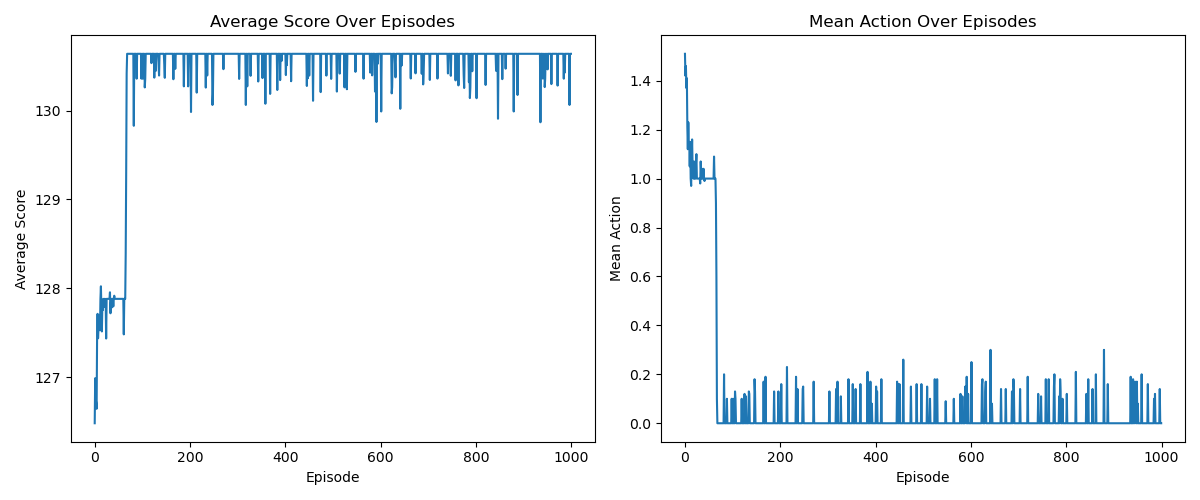 Average Score Over Episodes
Average Score
130
129
128
127
0 200 400 600 800 1000
Episode
Mean Action Over Episodes
Mean Action
1.4
1.2
1.0
0.8
0.6
0.4
0.2
0.0
0 200 400 600 800 1000
Episode